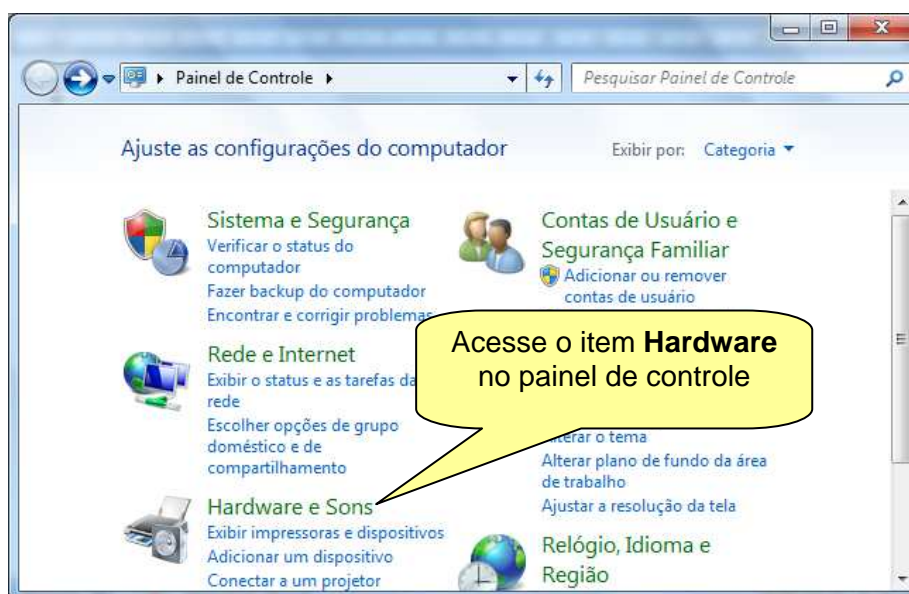 Painel de Controle
Pesquisar Painel de Controle
Ajuste as configurações do computador
Exibir por: Categoria
Sistema e Segurança
Verificar o status do
computador
Fazer backup do computador
Encontrar e corrigir problemas
Rede e Internet
Exibir o status e as tarefas da
rede
Escolher opções de grupo
doméstico e de
compartilhamento
Hardware e Sons
Exibir impressoras e dispositivos
Adicionar um dispositivo
Conectar a um projetor
Contas de Usuário e
Segurança Familiar
Adicionar ou remover
contas de usuário
Acesse o item Hardware
no painel de controle
Alterar o tema
Alterar plano de fundo da área
de trabalho
Ajustar a resolução da tela
Relógio, Idioma e
Região